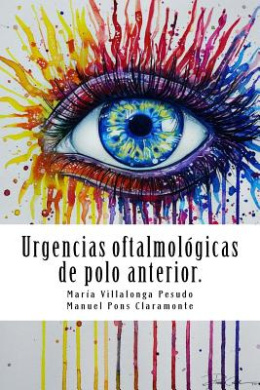 Urgencias oftalmológicas
de polo anterior.
María Villalonga Pesudo
Manuel Pons Claramonte